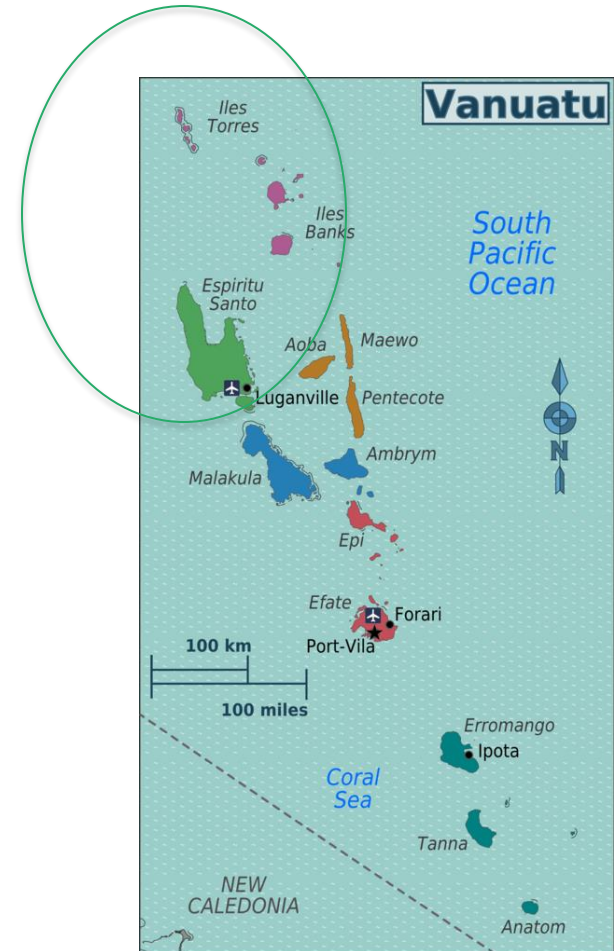 Vanuatu
Iles
Torres
Iles
Banks
South
Pacific
Ocean
Espiritu
Santo
Aoba
Maewo
Luganville
Pentecote
N
Ambrym
Malakula
Epi
Efate
Forari
Port-Vila
100 km
100 miles
Erromango
Ipota
Coral
Sea
Tanna
NEW
CALEDONIA
Anatom